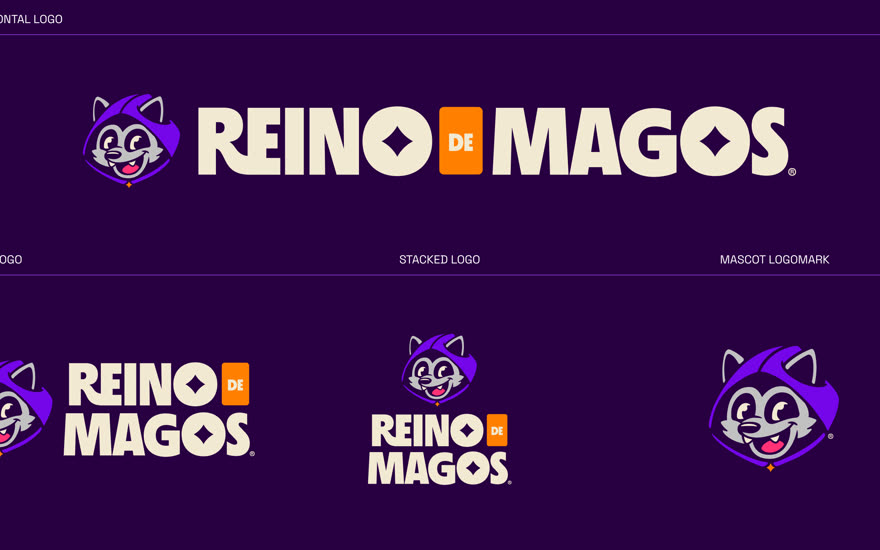 ONTAL LOGO
REINO DE MAGOS®
OGO
STACKED LOGO
MASCOT LOGOMARK
REINO DE
MAGOS®
REINO DE
MAGOS®
®